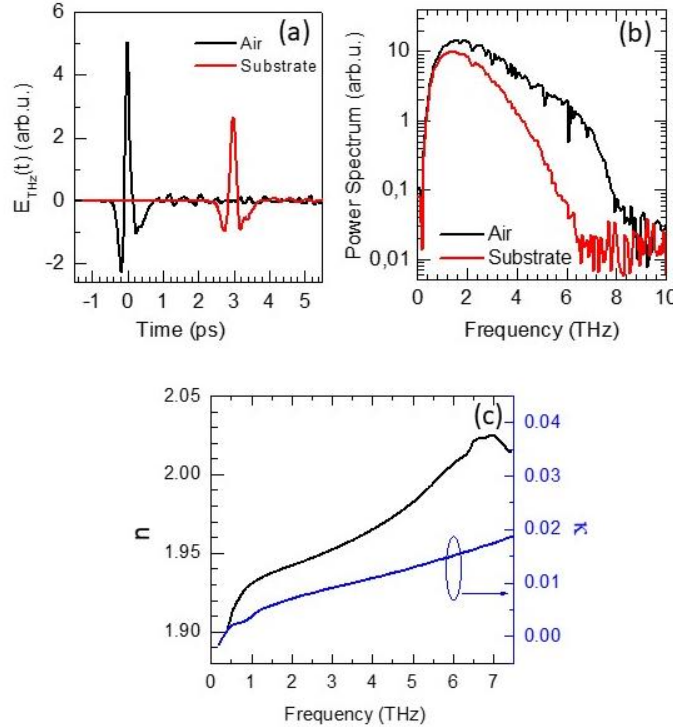 (a)
Air
Substrate
E_THz(t) (arb.u.)
6
4
2
0
-2
-1 0 1 2 3 4 5
Time (ps)
(b)
Air
Substrate
Power Spectrum (arb.u.)
10
1
0,1
0,01
0 2 4 6 8 10
Frequency (THz)
(c)
n
2.05
2.00
1.95
1.90
κ
0.04
0.03
0.02
0.01
0.00
0 1 2 3 4 5 6 7
Frequency (THz)